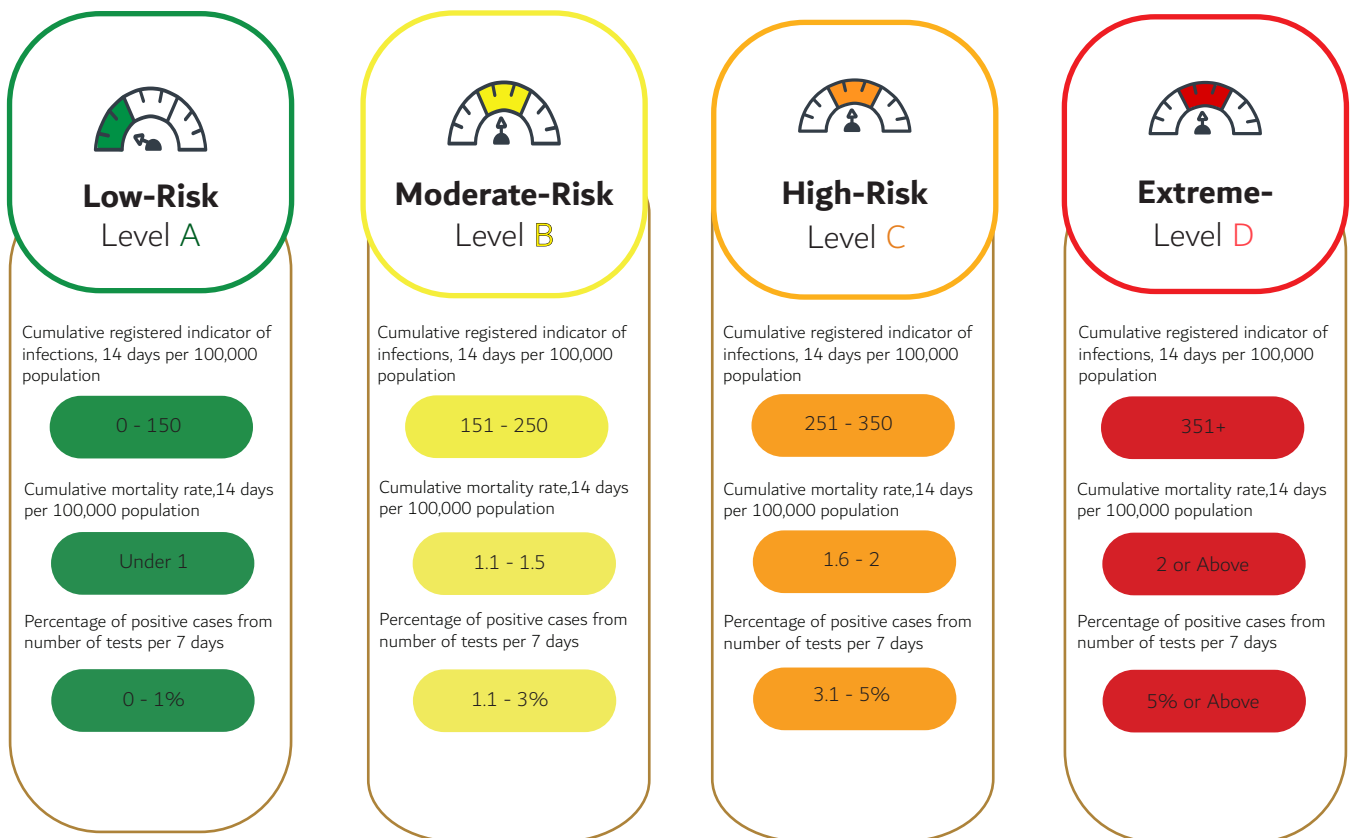 Low-Risk
Level A
Cumulative registered indicator of
infections, 14 days per 100,000
population
0 - 150
Cumulative mortality rate,14 days
per 100,000 population
Under 1
Percentage of positive cases from
number of tests per 7 days
0 - 1%
Moderate-Risk
Level B
Cumulative registered indicator of
infections, 14 days per 100,000
population
151 - 250
Cumulative mortality rate,14 days
per 100,000 population
1.1 - 1.5
Percentage of positive cases from
number of tests per 7 days
1.1 - 3%
High-Risk
Level C
Cumulative registered indicator of
infections, 14 days per 100,000
population
251 - 350
Cumulative mortality rate,14 days
per 100,000 population
1.6 - 2
Percentage of positive cases from
number of tests per 7 days
3.1 - 5%
Extreme-
Level D
Cumulative registered indicator of
infections, 14 days per 100,000
population
351+
Cumulative mortality rate,14 days
per 100,000 population
2 or Above
Percentage of positive cases from
number of tests per 7 days
5% or Above